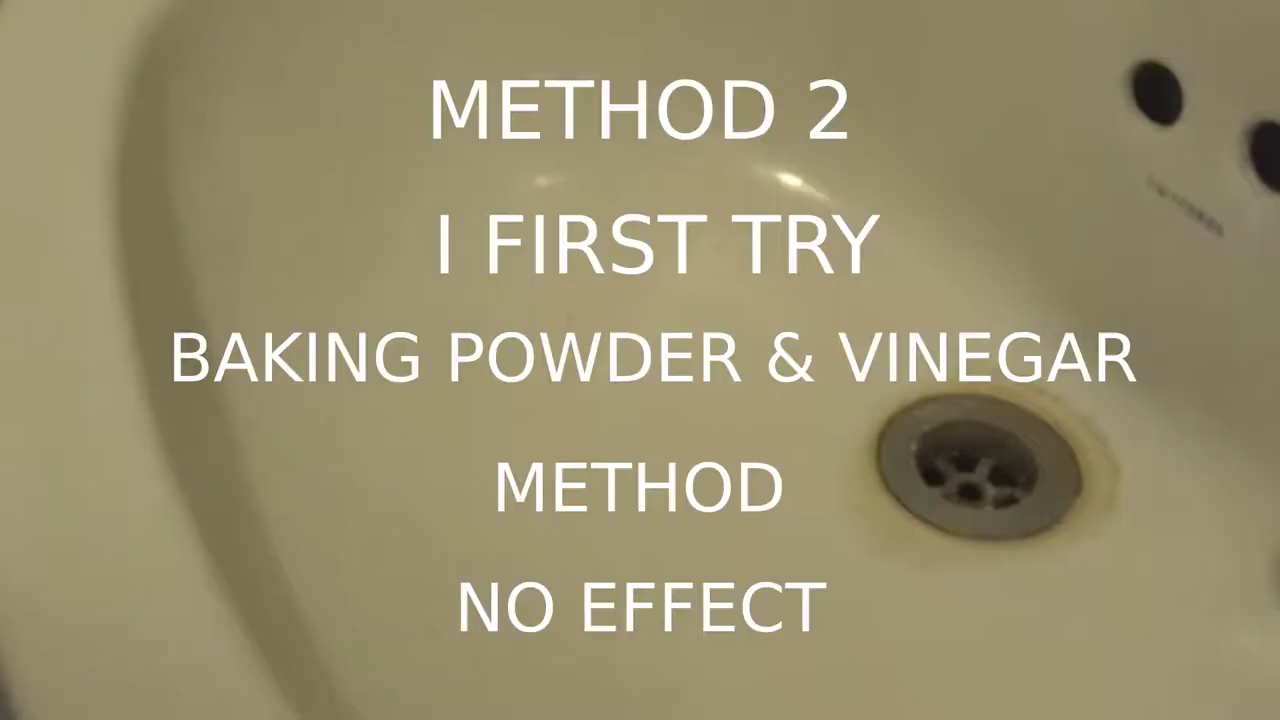 METHOD 2
I FIRST TRY
BAKING POWDER & VINEGAR
METHOD
NO EFFECT